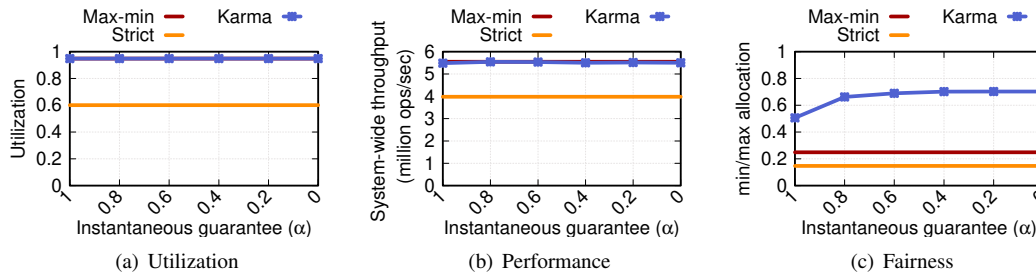 Max-min Karma
Strict
1
0.8
0.6
0.4
0.2
0
Utilization
1 0.8 0.6 0.4 0.2 0
Instantaneous guarantee (α)
(a) Utilization
Max-min Karma
Strict
6
5
4
3
2
1
0
System-wide throughput
(million ops/sec)
1 0.8 0.6 0.4 0.2 0
Instantaneous guarantee (α)
(b) Performance
Max-min Karma
Strict
1
0.8
0.6
0.4
0.2
0
min/max allocation
1 0.8 0.6 0.4 0.2 0
Instantaneous guarantee (α)
(c) Fairness